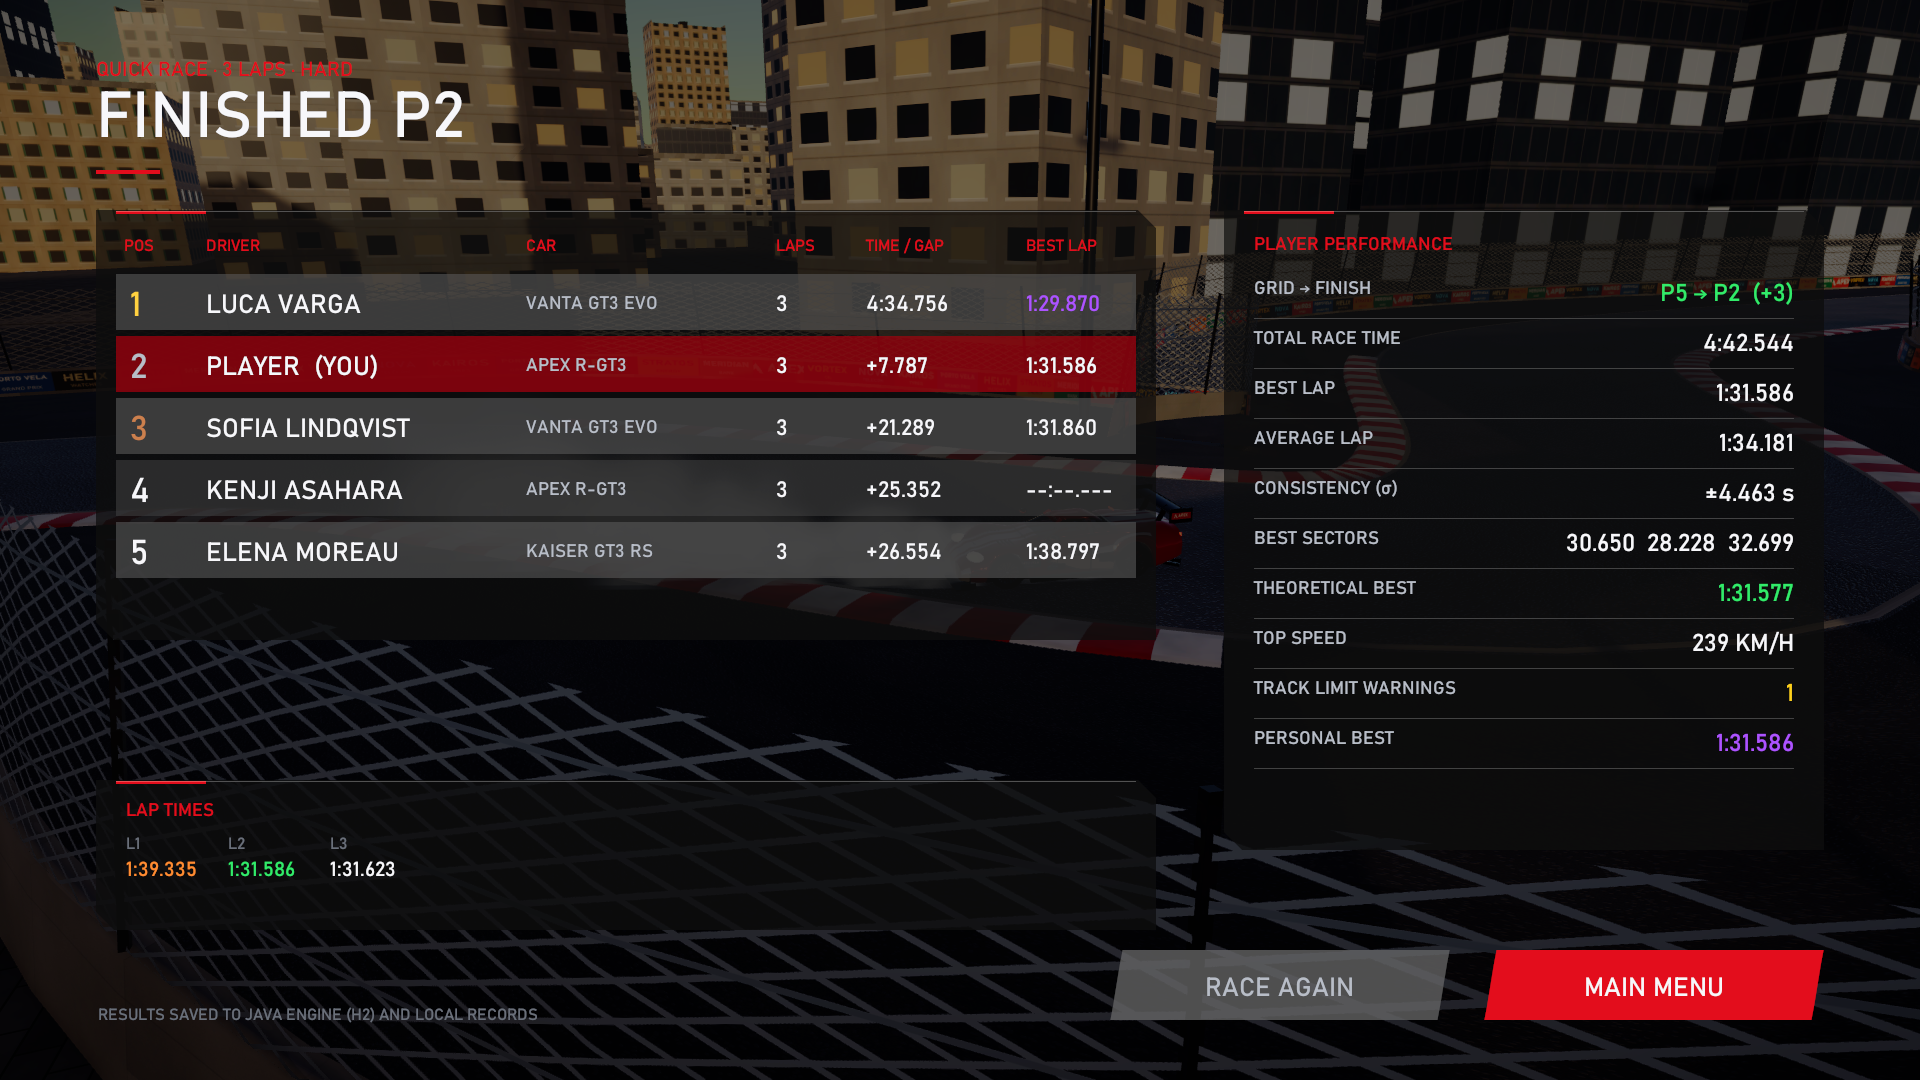 QUICK RACE · 3 LAPS · HARD
FINISHED P2
POS DRIVER CAR LAPS TIME / GAP BEST LAP
1 LUCA VARGA VANTA GT3 EVO 3 4:34.756 1:29.870
2 PLAYER (YOU) APEX R-GT3 3 +7.787 1:31.586
3 SOFIA LINDQVIST VANTA GT3 EVO 3 +21.289 1:31.860
4 KENJI ASAHARA APEX R-GT3 3 +25.352 --:--.---
5 ELENA MOREAU KAISER GT3 RS 3 +26.554 1:38.797
PLAYER PERFORMANCE
GRID → FINISH P5 → P2 (+3)
TOTAL RACE TIME 4:42.544
BEST LAP 1:31.586
AVERAGE LAP 1:34.181
CONSISTENCY (σ) ±4.463 s
BEST SECTORS 30.650 28.228 32.699
THEORETICAL BEST 1:31.577
TOP SPEED 239 KM/H
TRACK LIMIT WARNINGS 1
PERSONAL BEST 1:31.586
LAP TIMES
L1 L2 L3
1:39.335 1:31.586 1:31.623
RACE AGAIN
MAIN MENU
RESULTS SAVED TO JAVA ENGINE (H2) AND LOCAL RECORDS